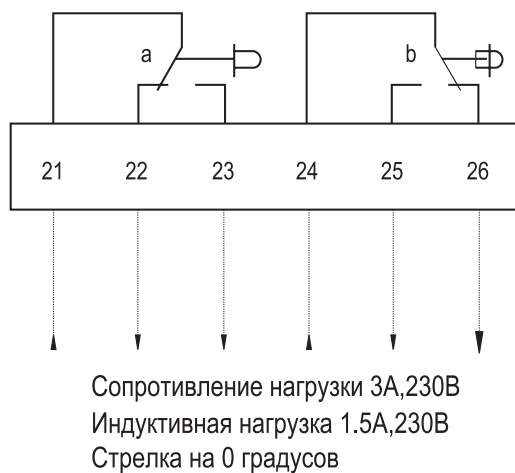 a b
21 22 23 24 25 26
Сопротивление нагрузки 3А,230В
Индуктивная нагрузка 1.5А,230В
Стрелка на 0 градусов